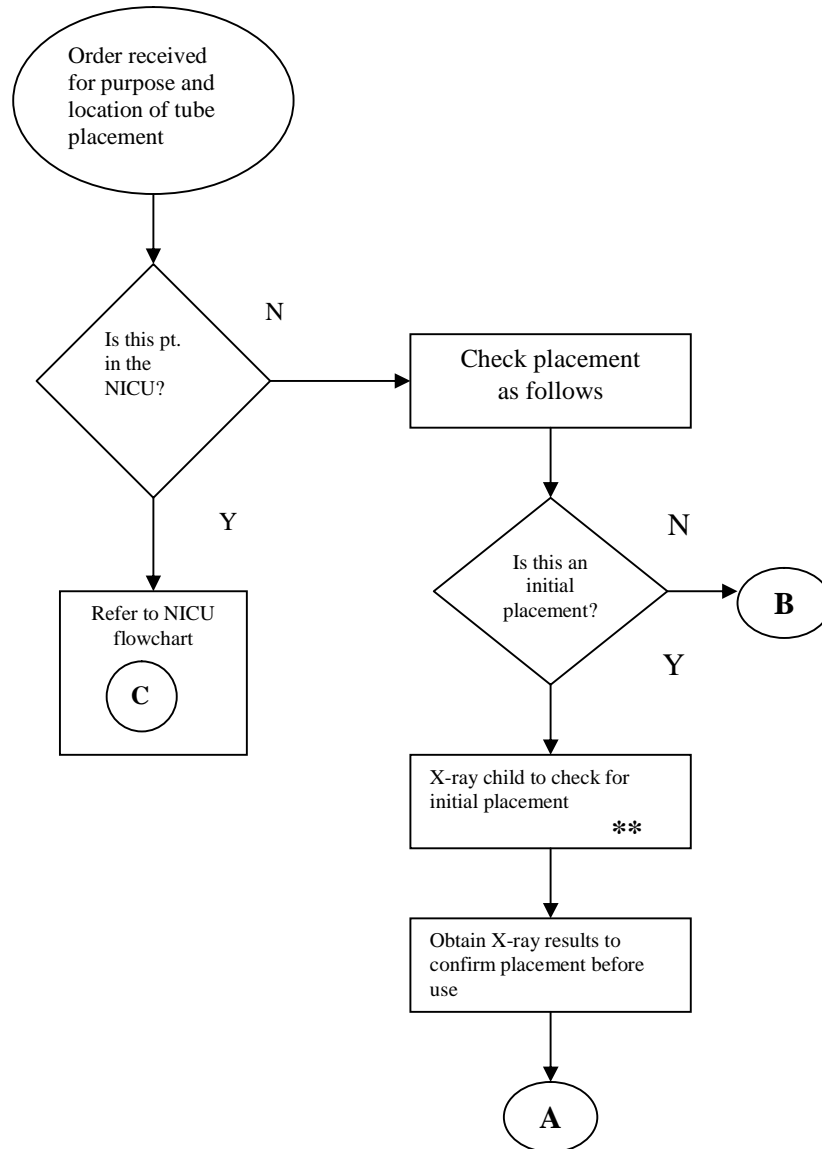 Order received
for purpose and
location of tube
placement
Is this pt.
in the
NICU?
N
Y
Refer to NICU
flowchart
C
Check placement
as follows
Is this an
initial
placement?
N
B
Y
X-ray child to check for
initial placement
**
Obtain X-ray results to
confirm placement before
use
A